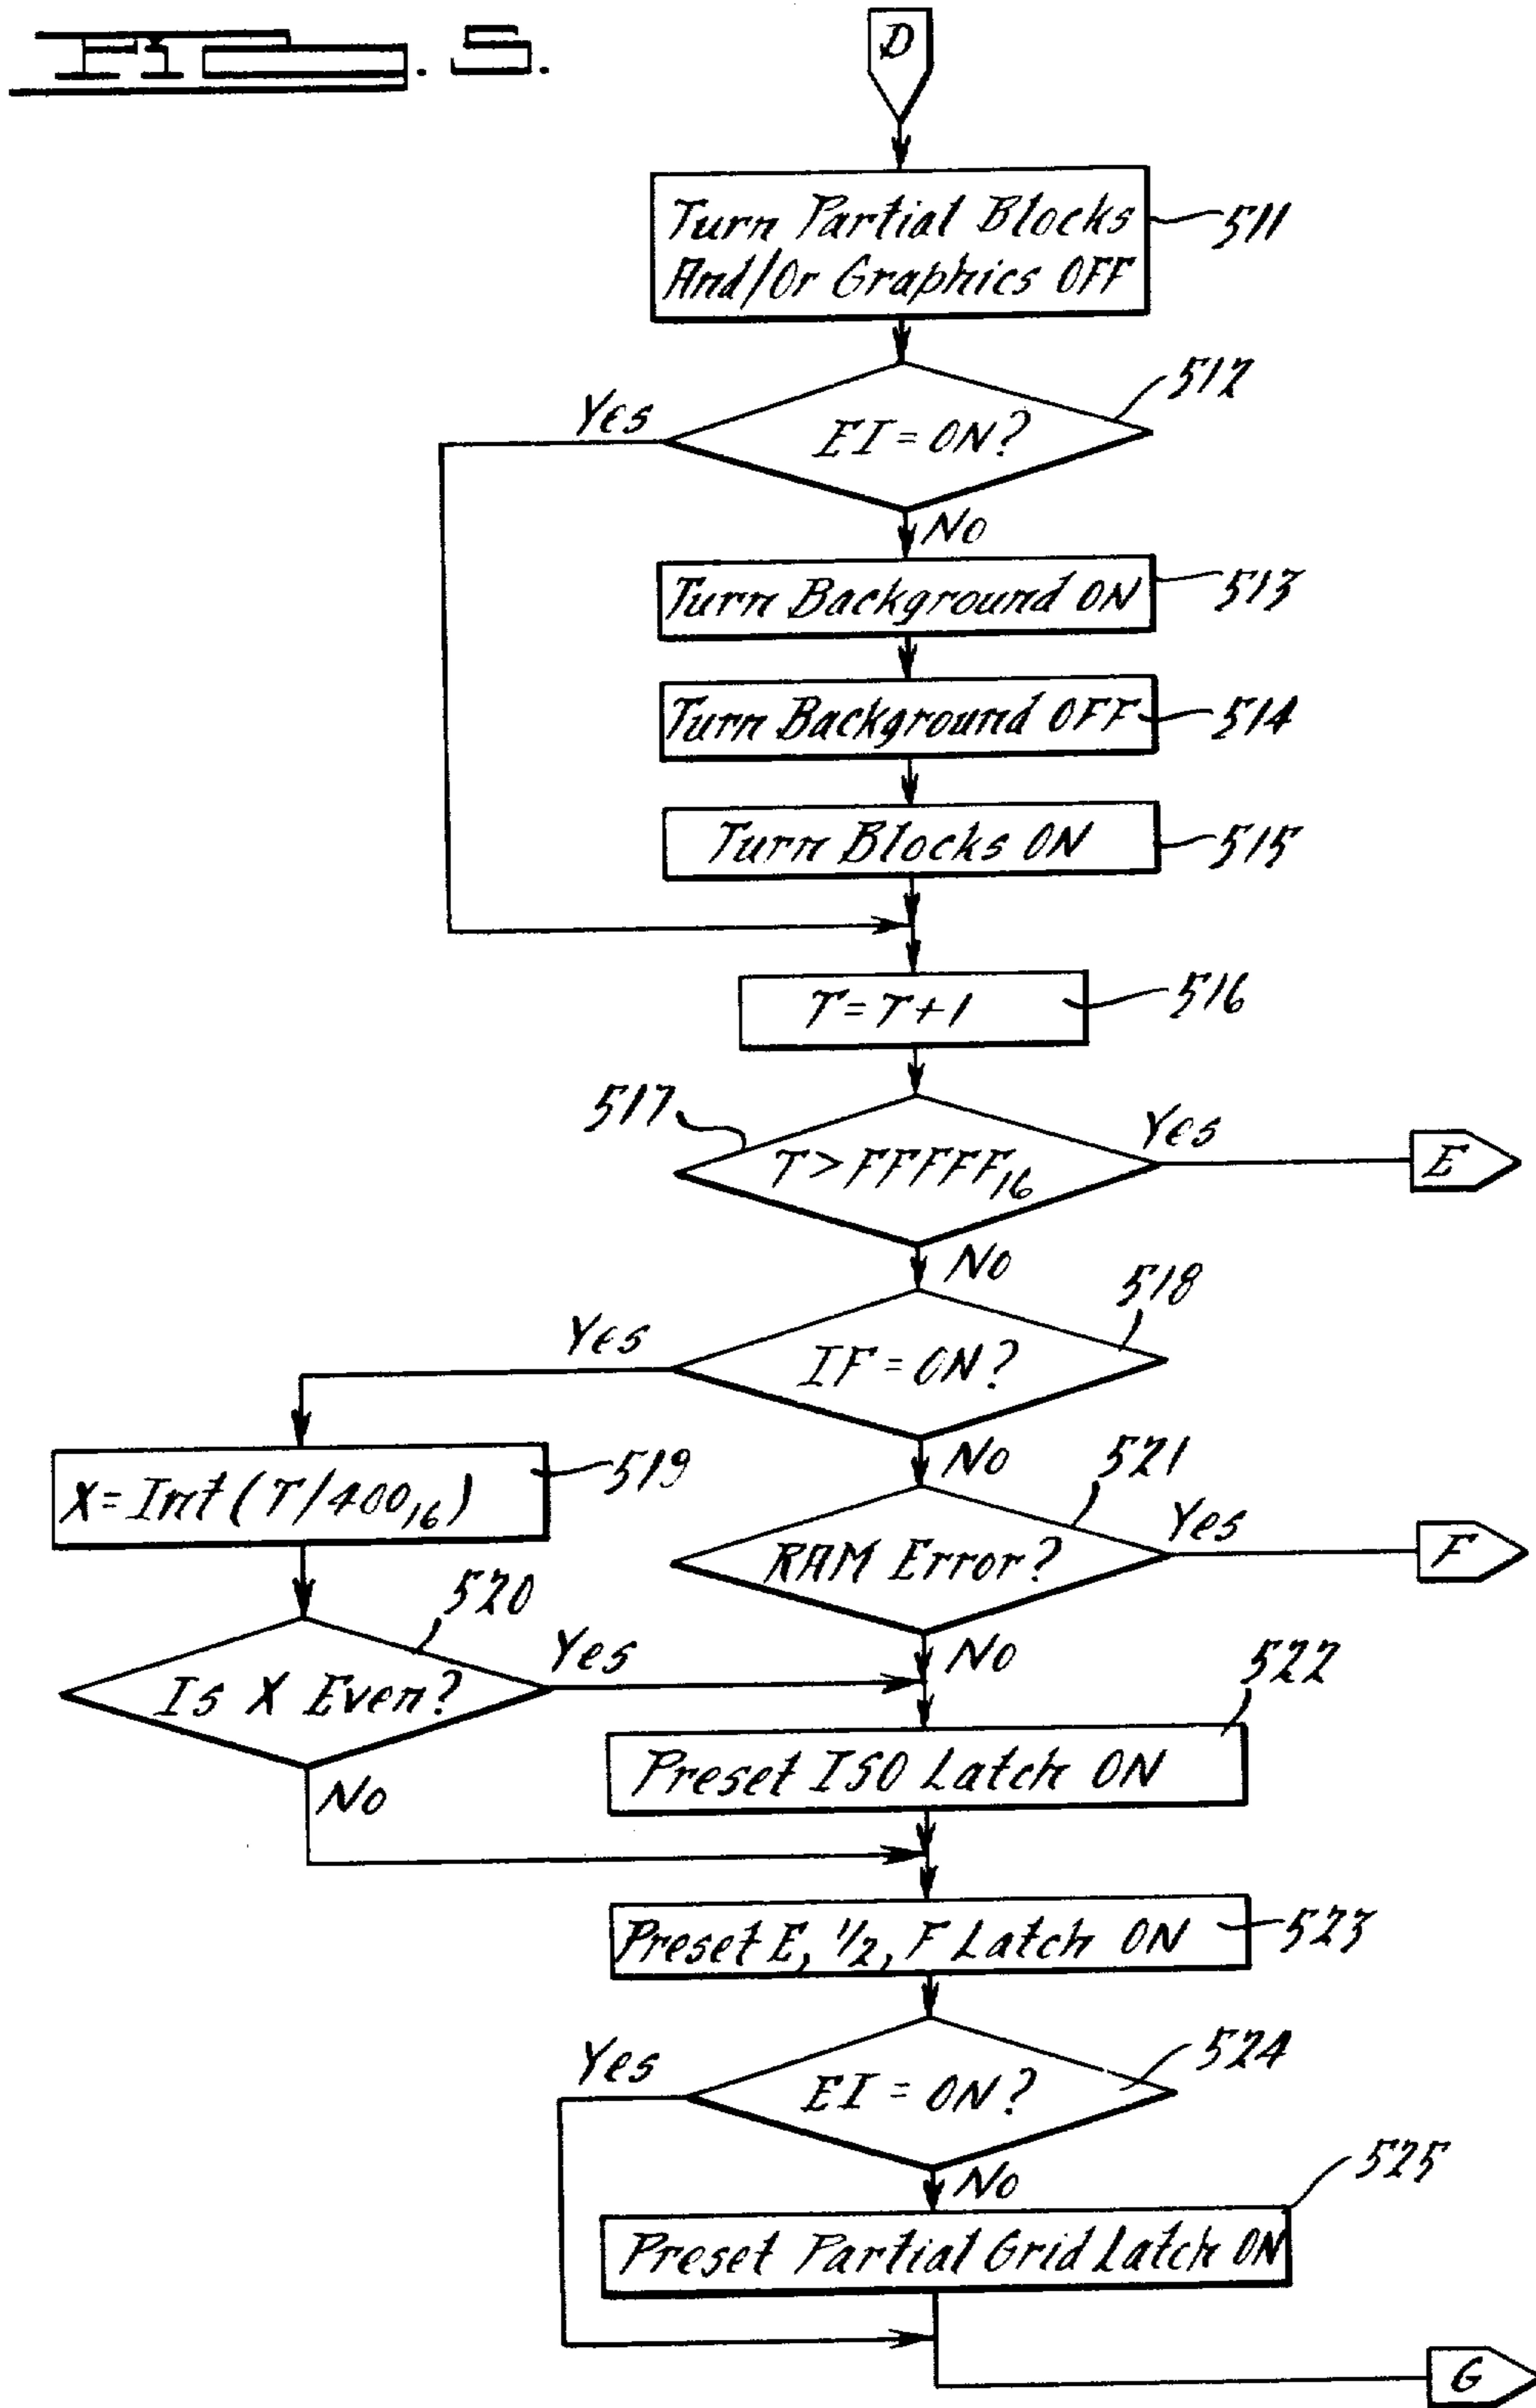 FIG. 5.
D
Turn Partial Blocks
And/Or Graphics OFF
511
512
Yes
EI = ON?
No
Turn Background ON
513
Turn Background OFF
514
Turn Blocks ON
515
T = T+1
516
517
T > FFFFF₁₆
Yes
E
No
518
Yes
IF = ON?
X = Int (T/400₁₆)
519
No
521
RAM Error?
Yes
F
520
Is X Even?
Yes
No
522
Preset ISO Latch ON
No
Preset E, 1/2, F Latch ON
523
524
Yes
EI = ON?
No
525
Preset Partial Grid Latch ON
G